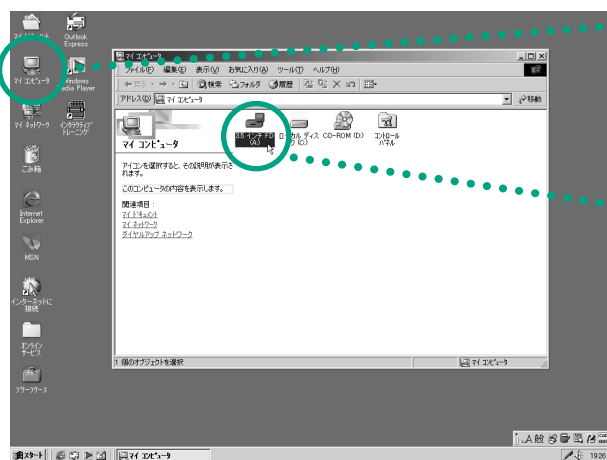 Outlook
Express
マイ コンピュータ
Windows
Media Player
マイ ネットワーク
インタラクティブ
トレーニング
ごみ箱
Internet
Explorer
MSN
インターネットに
接続
オンライン
サービス
ブリーフケース
マイ コンピュータ
ファイル(F) 編集(E) 表示(V) お気に入り(A) ツール(T) ヘルプ(H)
検索 フォルダ 履歴
アドレス(D) マイ コンピュータ 移動
マイ コンピュータ
3.5 インチ FD
(A:)
ローカル ディス
ク (C:)
CD-ROM (D:)
コントロール
パネル
アイコンを選択すると、その説明が表示さ
れます。
このコンピュータの内容を表示します。
関連項目:
マイ ドキュメント
マイ ネットワーク
ダイヤルアップ ネットワーク
1 個のオブジェクトを選択 マイ コンピュータ
A 般
スタート マイ コンピュータ 19:26